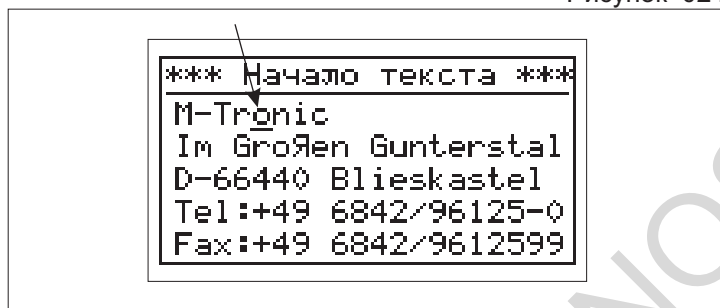 *** Начало текста ***
M-Tronic
Im GroЯen Gunterstal
D-66440 Blieskastel
Tel:+49 6842/96125-0
Fax:+49 6842/9612599